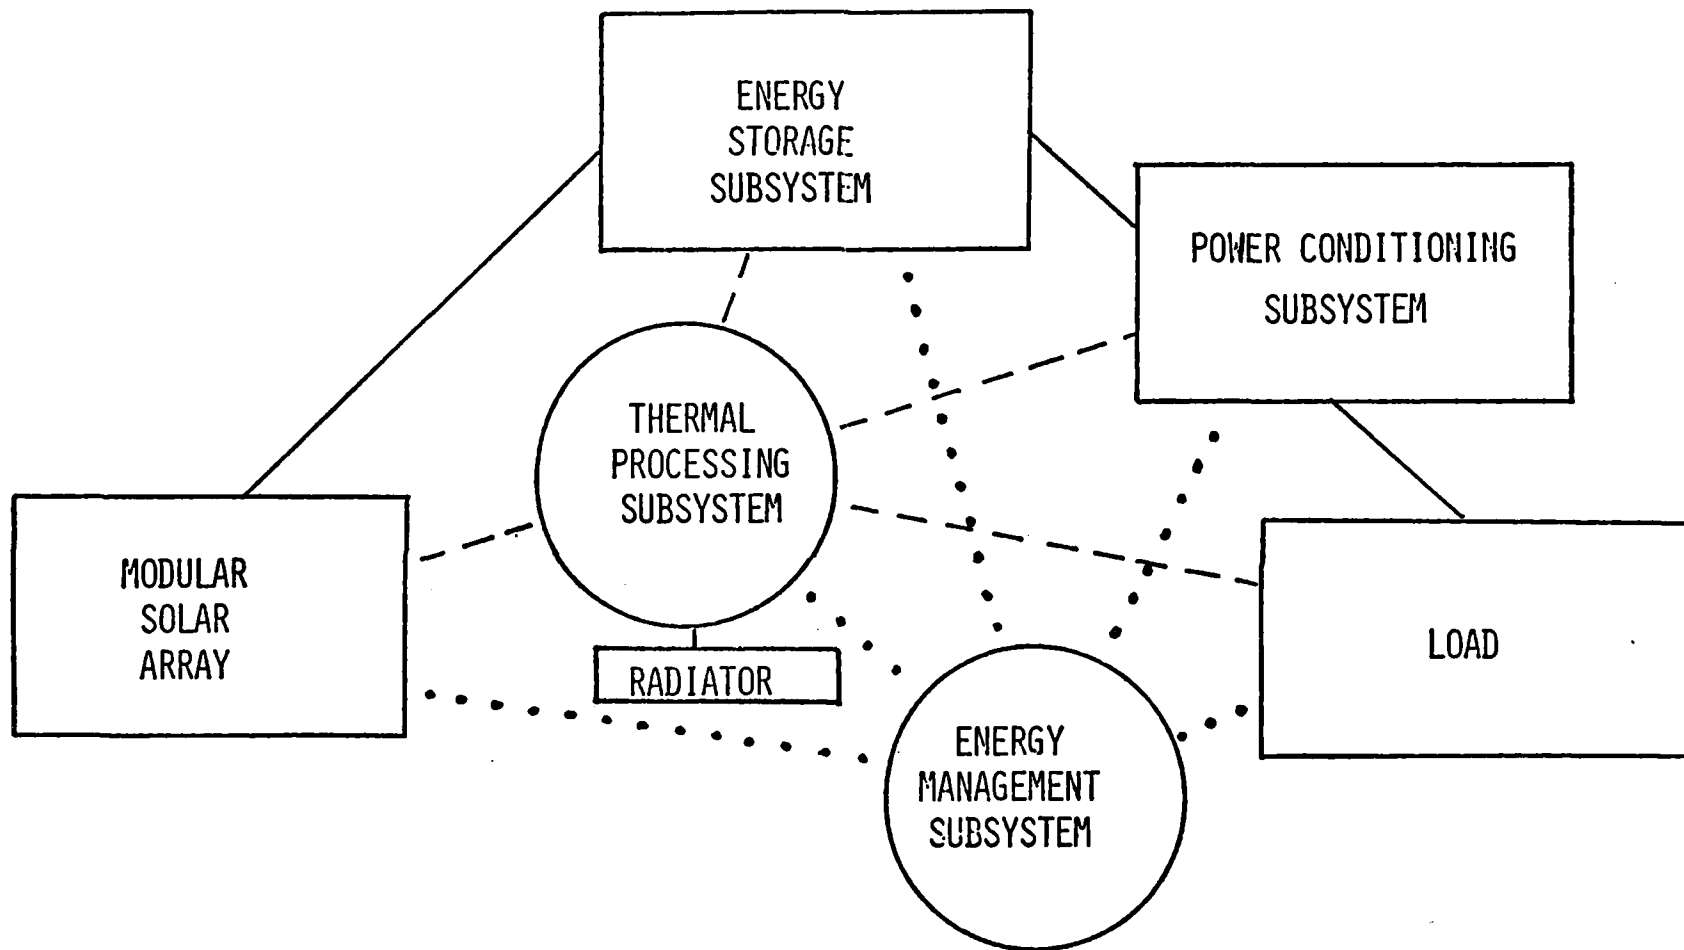 ENERGY
STORAGE
SUBSYSTEM
POWER CONDITIONING
SUBSYSTEM
THERMAL
PROCESSING
SUBSYSTEM
MODULAR
SOLAR
ARRAY
LOAD
RADIATOR
ENERGY
MANAGEMENT
SUBSYSTEM